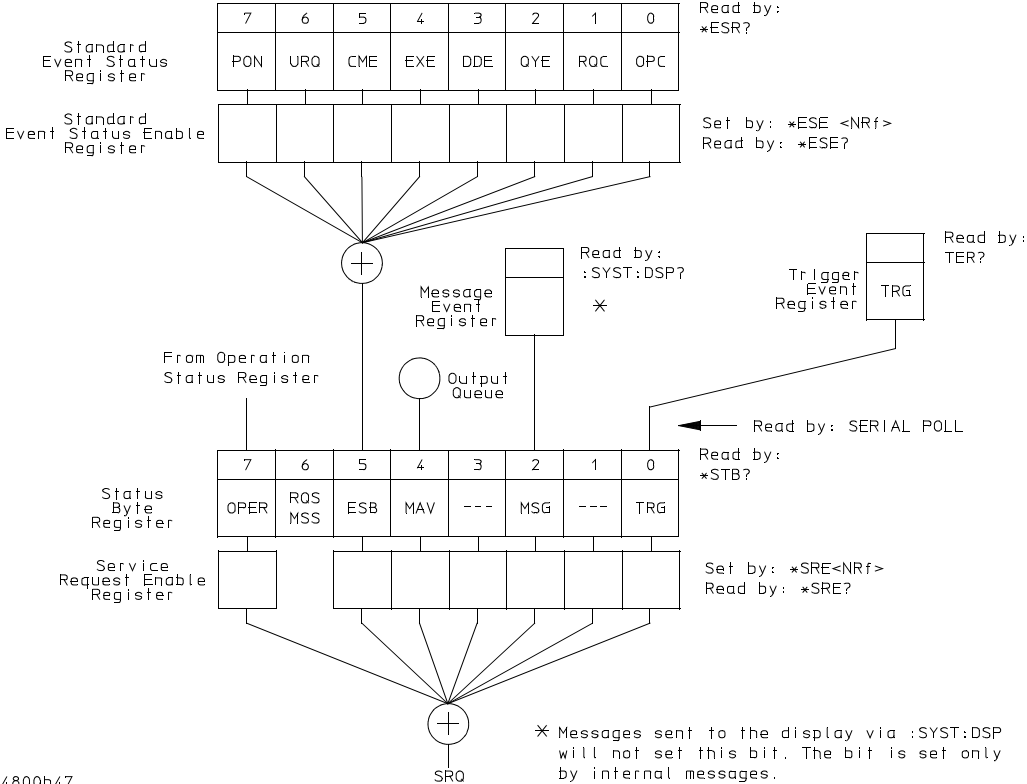 7 6 5 4 3 2 1 0
Read by:
*ESR?
Standard
Event Status
Register
PON URQ CME EXE DDE QYE RQC OPC
Standard
Event Status Enable
Register
Set by: *ESE <NRf>
Read by: *ESE?
Read by:
:SYST:DSP?
Message
Event
Register
*
Read by:
TER?
Trigger
Event
Register
TRG
From Operation
Status Register
Output
Queue
Read by: SERIAL POLL
7 6 5 4 3 2 1 0
Read by:
*STB?
Status
Byte
Register
OPER RQS MSS ESB MAV --- MSG --- TRG
Service
Request Enable
Register
Set by: *SRE<NRf>
Read by: *SRE?
* Messages sent to the display via :SYST:DSP
will not set this bit. The bit is set only
by internal messages.
SRQ